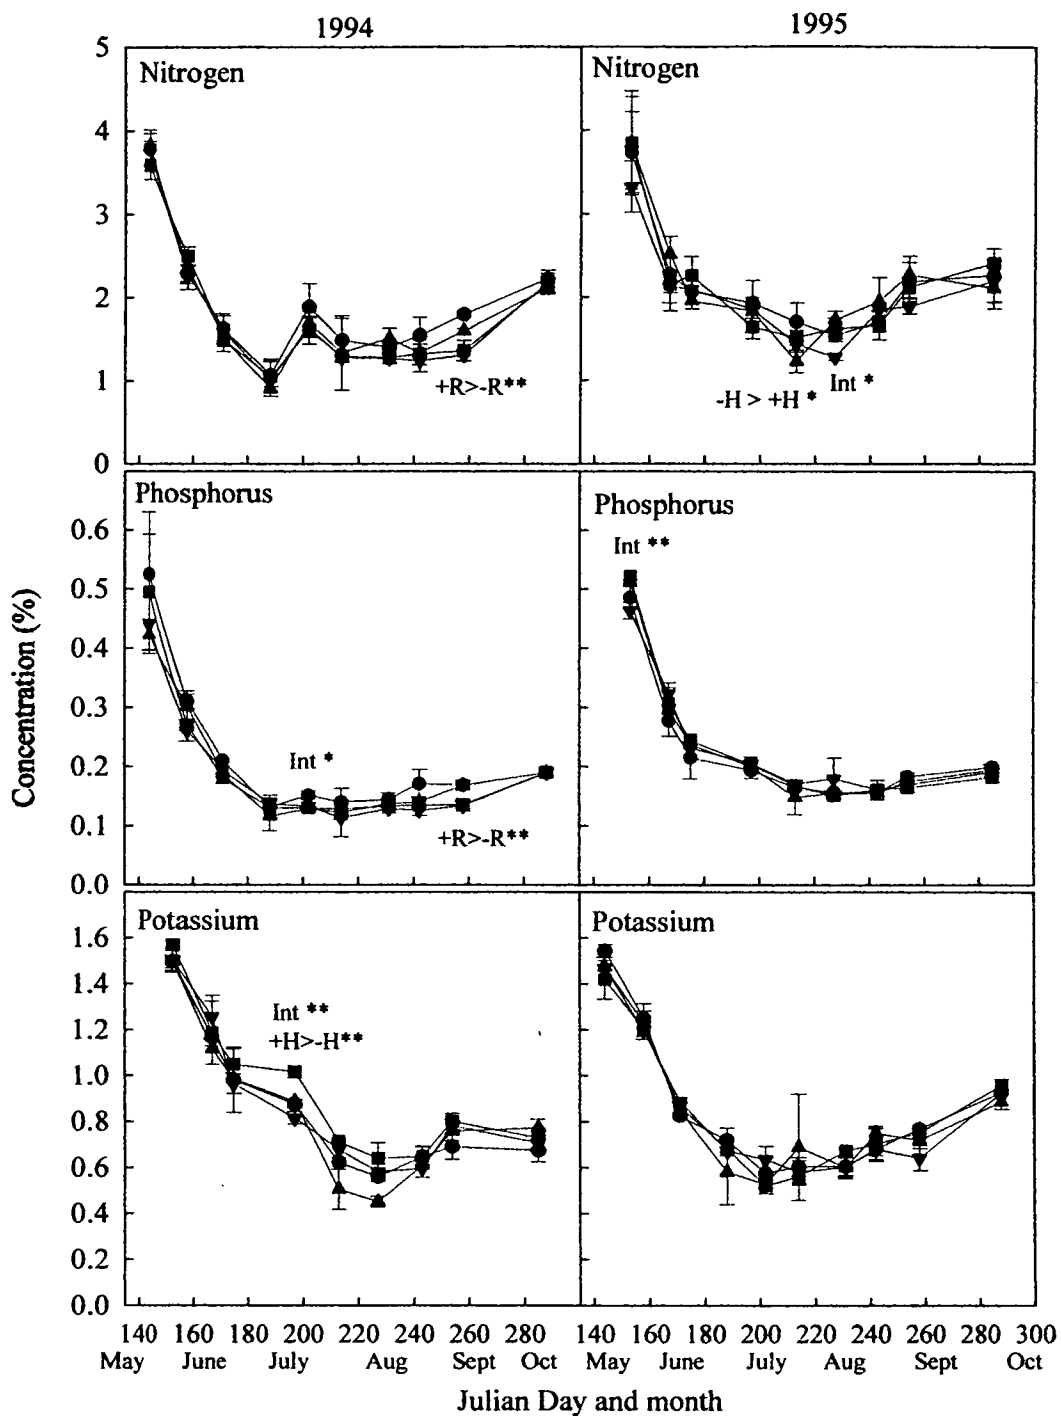 1994
1995
5
Nitrogen
Nitrogen
4
3
2
+R>-R**
Int *
-H > +H *
1
0
Phosphorus
Phosphorus
0.6
Int **
0.5
0.4
0.3
Int *
0.2
0.1
+R>-R**
0.0
Concentration (%)
Potassium
Potassium
1.6
1.4
Int **
+H>-H**
1.2
1.0
0.8
0.6
0.4
0.2
0.0
140 160 180 200 220 240 260 280
140 160 180 200 220 240 260 280 300
May June July Aug Sept Oct
May June July Aug Sept Oct
Julian Day and month